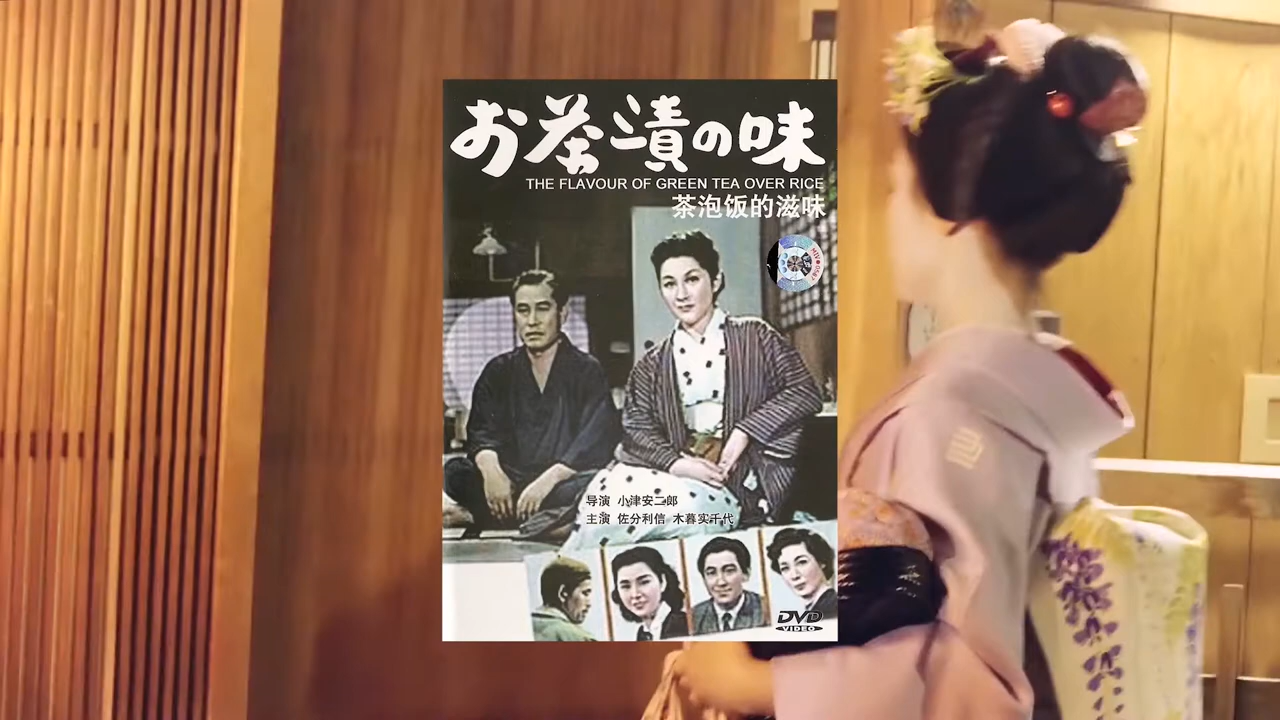 お茶漬の味
THE FLAVOUR OF GREEN TEA OVER RICE
茶泡饭的滋味
导演 小津安二郎
主演 佐分利信 木暮实千代
DVD
VIDEO